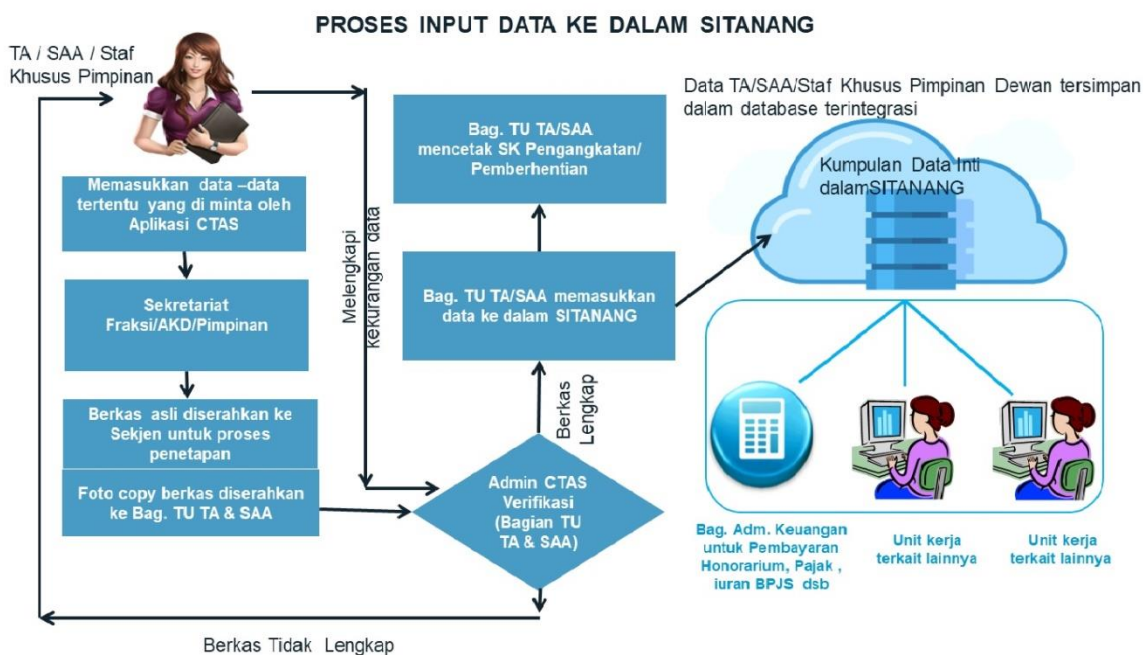 PROSES INPUT DATA KE DALAM SITANANG
TA / SAA / Staf
Khusus Pimpinan
Memasukkan data –data
tertentu yang di minta oleh
Aplikasi CTAS
Sekretariat
Fraksi/AKD/Pimpinan
Berkas asli diserahkan ke
Sekjen untuk proses
penetapan
Foto copy berkas diserahkan
ke Bag. TU TA & SAA
Melengkapi
kekurangan data
Bag. TU TA/SAA
mencetak SK Pengangkatan/
Pemberhentian
Bag. TU TA/SAA memasukkan
data ke dalam SITANANG
Berkas
Lengkap
Admin CTAS
Verifikasi
(Bagian TU
TA & SAA)
Berkas Tidak Lengkap
Data TA/SAA/Staf Khusus Pimpinan Dewan tersimpan
dalam database terintegrasi
Kumpulan Data Inti
dalamSITANANG
Bag. Adm. Keuangan
untuk Pembayaran
Honorarium, Pajak ,
iuran BPJS dsb
Unit kerja
terkait lainnya
Unit kerja
terkait lainnya